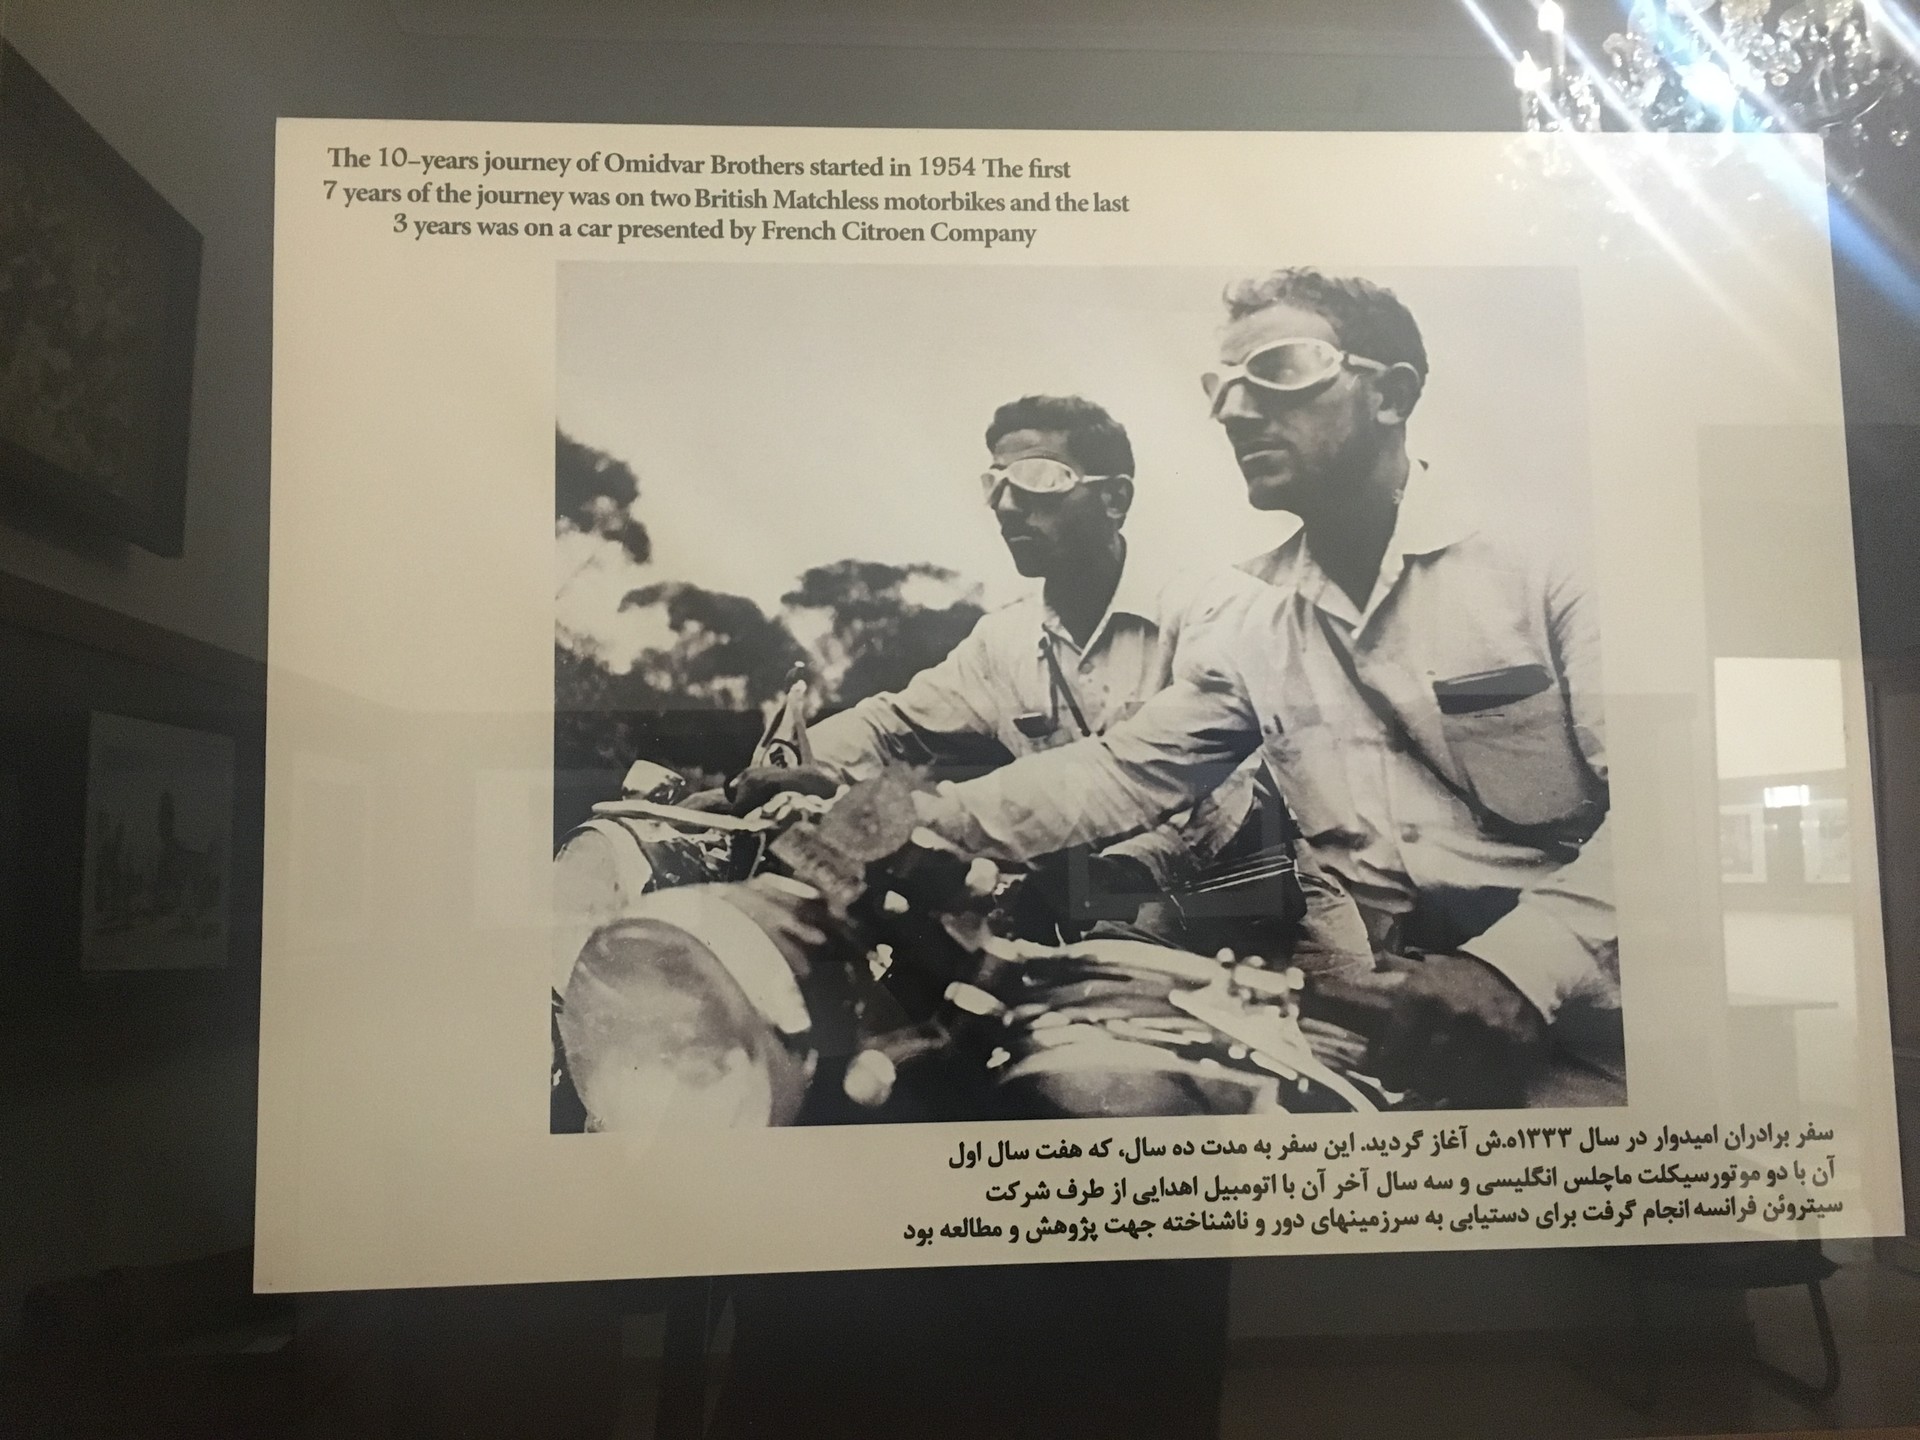 The 10-years journey of Omidvar Brothers started in 1954 The first
7 years of the journey was on two British Matchless motorbikes and the last
3 years was on a car presented by French Citroen Company
سفر برادران امیدوار در سال ۱۳۳۳ه.ش آغاز گردید. این سفر به مدت ده سال، که هفت سال اول
آن با دو موتورسیکلت ماچلس انگلیسی و سه سال آخر آن با اتومبیل اهدایی از طرف شرکت
سیتروئن فرانسه انجام گرفت برای دستیابی به سرزمینهای دور و ناشناخته جهت پژوهش و مطالعه بود